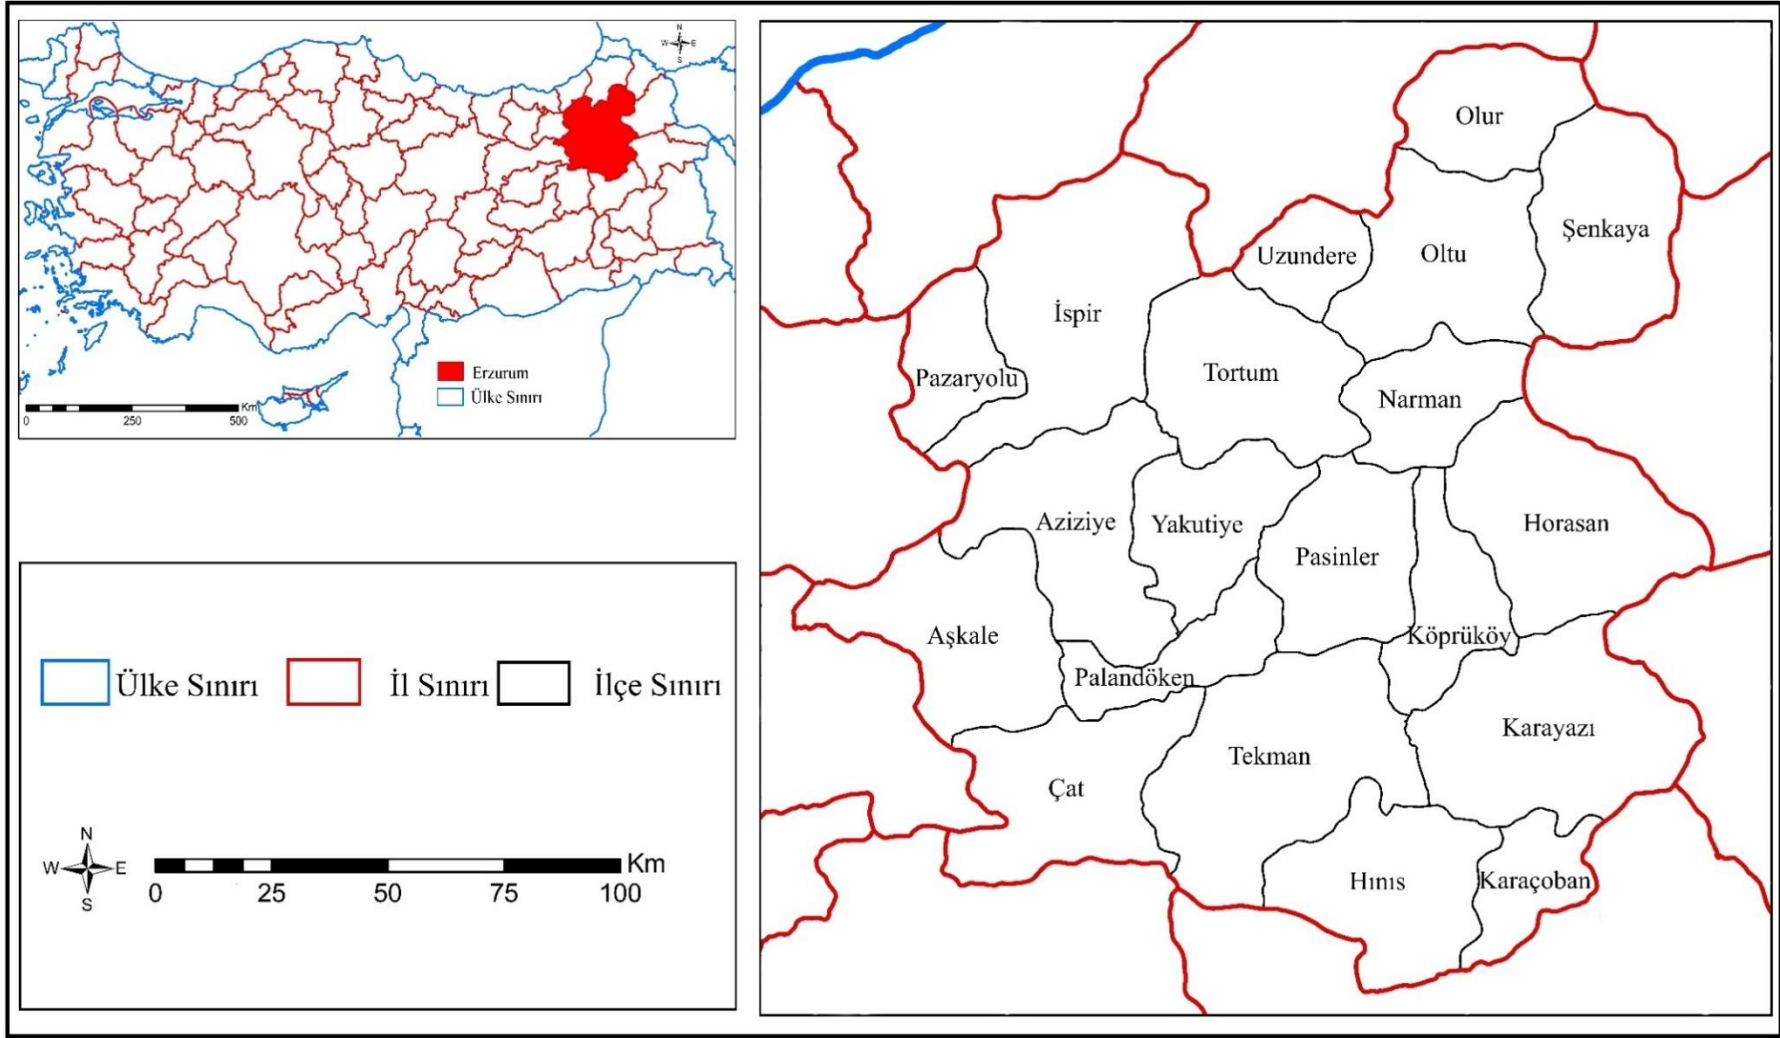 N
W E
S
Erzurum
Ülke Sınırı
Km
0 250 500
Ülke Sınırı İl Sınırı İlçe Sınırı
N
W E
S
Km
0 25 50 75 100
Olur
Şenkaya
Uzundere
Oltu
İspir
Pazaryolu
Tortum
Narman
Aziziye
Yakutiye
Horasan
Pasinler
Aşkale
Köprüköy
Palandöken
Karayazı
Tekman
Çat
Hınıs
Karaçoban